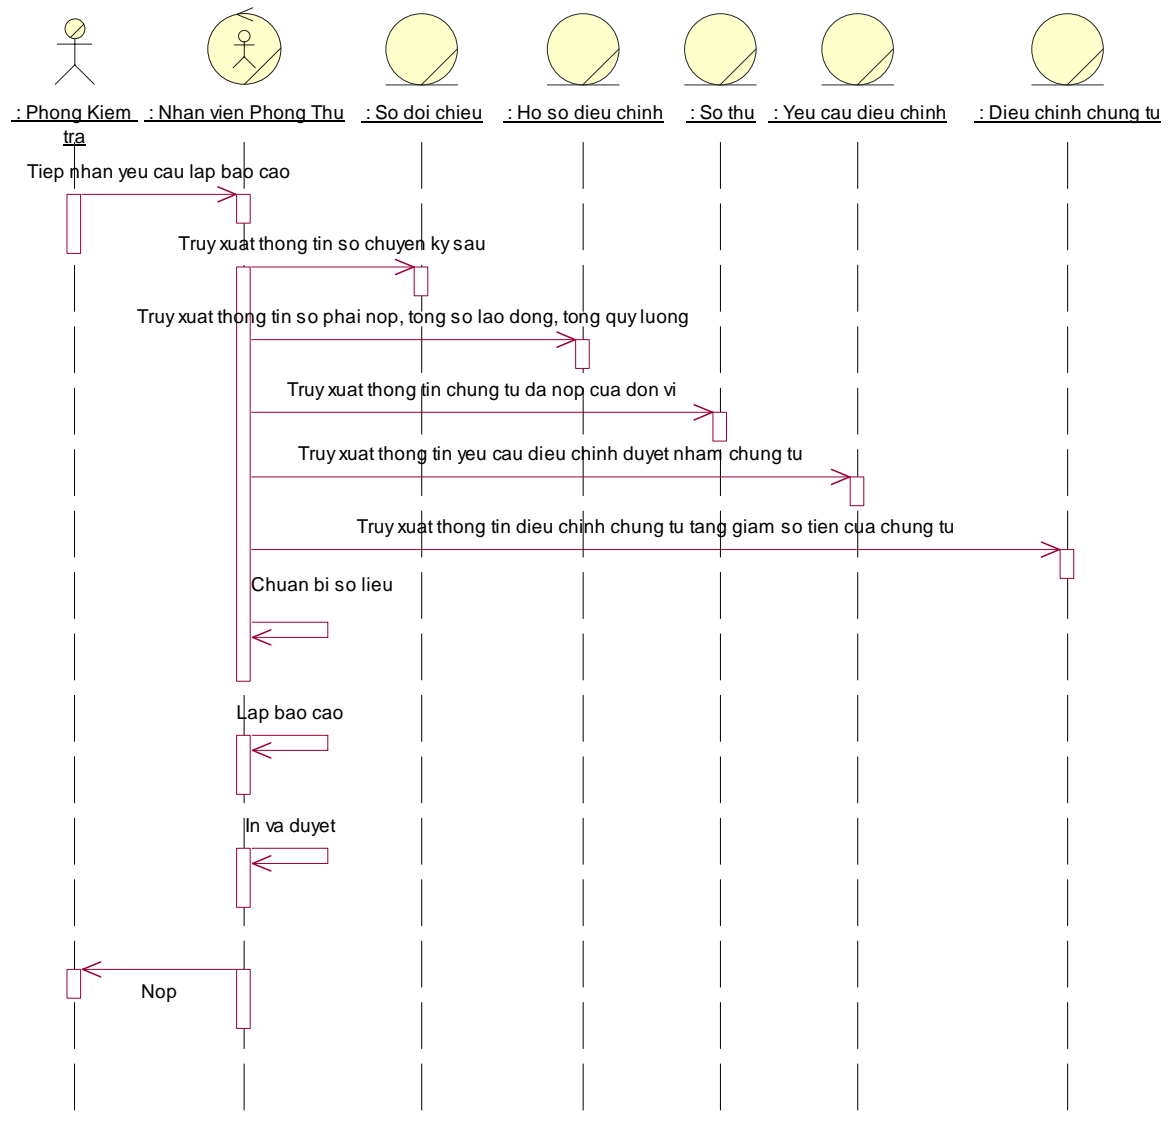 : Phong Kiem tra
: Nhan vien Phong Thu
: So doi chieu
: Ho so dieu chinh
: So thu
: Yeu cau dieu chinh
: Dieu chinh chung tu
Tiep nhan yeu cau lap bao cao
Truy xuat thong tin so chuyen ky sau
Truy xuat thong tin so phai nop, tong so lao dong, tong quy luong
Truy xuat thong tin chung tu da nop cua don vi
Truy xuat thong tin yeu cau dieu chinh duyet nham chung tu
Truy xuat thong tin dieu chinh chung tu tang giam so tien cua chung tu
Chuan bi so lieu
Lap bao cao
In va duyet
Nop